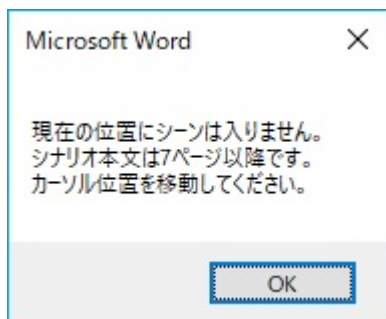 Microsoft Word
現在の位置にシーンは入りません。
シナリオ本文は7ページ以降です。
カーソル位置を移動してください。
OK